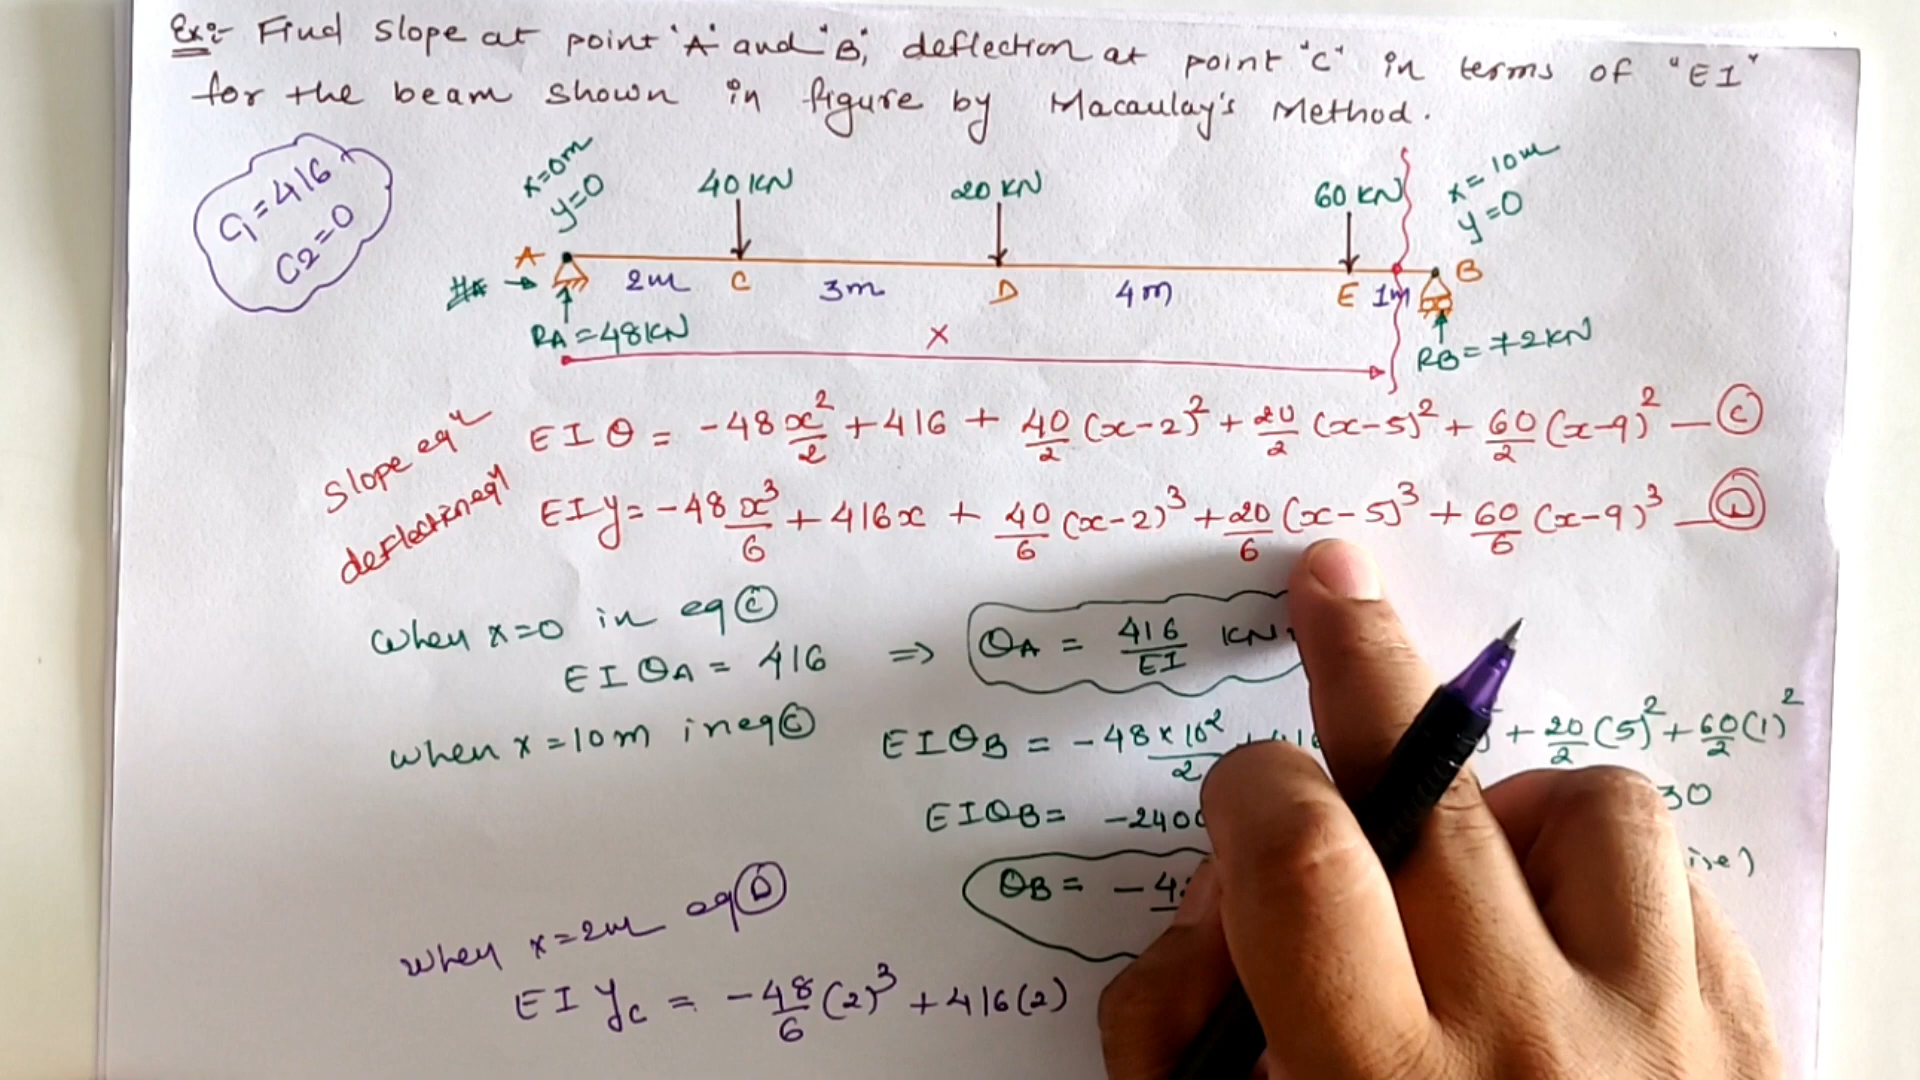 Ex:- Find slope at point "A" and "B", deflection at point "C" in terms of "EI"
for the beam shown in figure by Macaulay's Method.
C1 = 416
C2 = 0
x=0m
y=0
40 KN
20 KN
60 KN
x = 10m
y = 0
A
2m
C
3m
D
4m
E
1m
B
RA = 48KN
x
RB = 72KN
Slope eqn
EIθ = -48 x²/2 + 416 + 40/2 (x-2)² + 20/2 (x-5)² + 60/2 (x-9)² — C
deflection eqn
EIy = -48 x³/6 + 416x + 40/6 (x-2)³ + 20/6 (x-5)³ + 60/6 (x-9)³ — D
When x=0 in eq C
EIθA = 416 => θA = 416/EI KN
when x = 10m in eq C
EIθB = -48×10²/2 + 416 + 20/2 (5)² + 60/2 (1)²
EIθB = -2400 30
θB = -4
when x=2m eq D
EI yc = -48/6 (2)³ + 416(2)